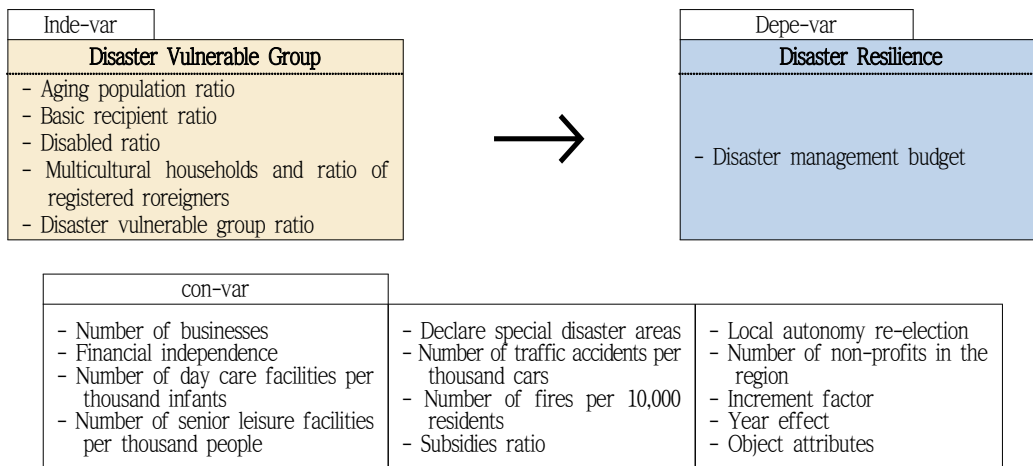 Inde-var
Disaster Vulnerable Group
- Aging population ratio
- Basic recipient ratio
- Disabled ratio
- Multicultural households and ratio of
registered roreigners
- Disaster vulnerable group ratio
Depe-var
Disaster Resilience
- Disaster management budget
con-var
- Number of businesses
- Financial independence
- Number of day care facilities per
thousand infants
- Number of senior leisure facilities
per thousand people
- Declare special disaster areas
- Number of traffic accidents per
thousand cars
- Number of fires per 10,000
residents
- Subsidies ratio
- Local autonomy re-election
- Number of non-profits in the
region
- Increment factor
- Year effect
- Object attributes